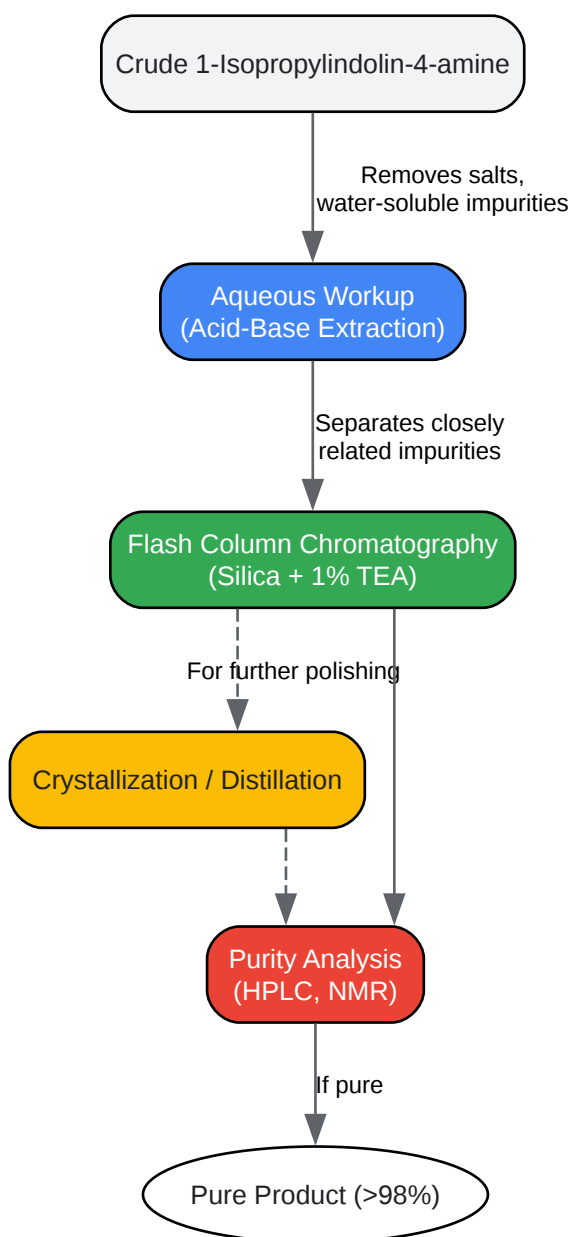 Crude 1-Isopropylindolin-4-amine
Removes salts,
water-soluble impurities
Aqueous Workup
(Acid-Base Extraction)
Separates closely
related impurities
Flash Column Chromatography
(Silica + 1% TEA)
For further polishing
Crystallization / Distillation
Purity Analysis
(HPLC, NMR)
If pure
Pure Product (>98%)